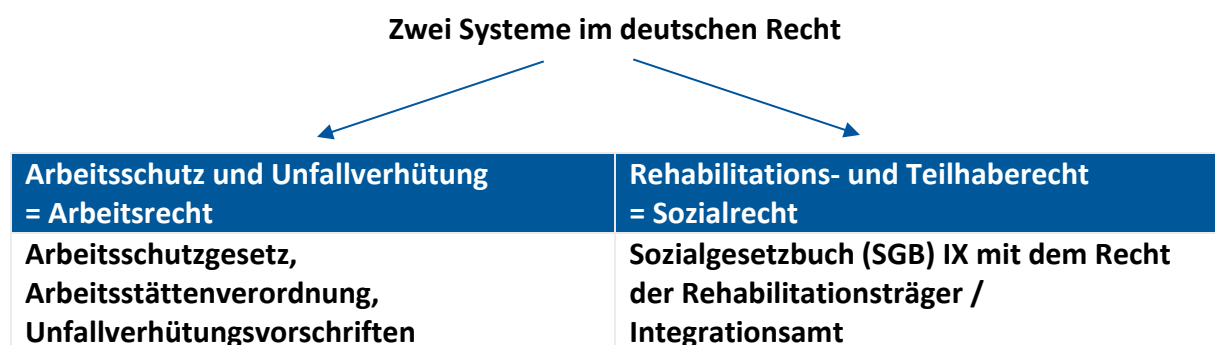 Zwei Systeme im deutschen Recht
Arbeitsschutz und Unfallverhütung
= Arbeitsrecht
Rehabilitations- und Teilhaberecht
= Sozialrecht
Arbeitsschutzgesetz,
Arbeitsstättenverordnung,
Unfallverhütungsvorschriften
Sozialgesetzbuch (SGB) IX mit dem Recht
der Rehabilitationsträger /
Integrationsamt